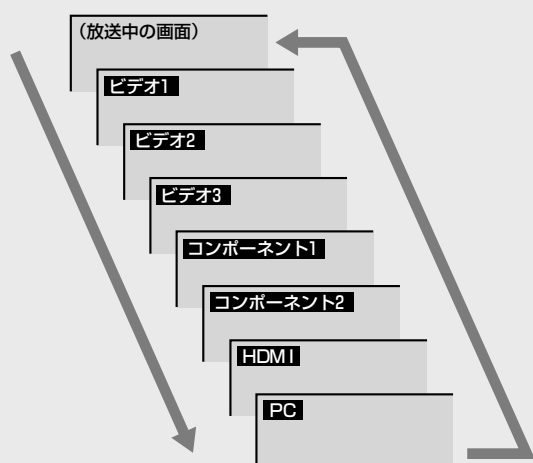 (放送中の画面)
ビデオ1
ビデオ2
ビデオ3
コンポーネント1
コンポーネント2
HDMI
PC